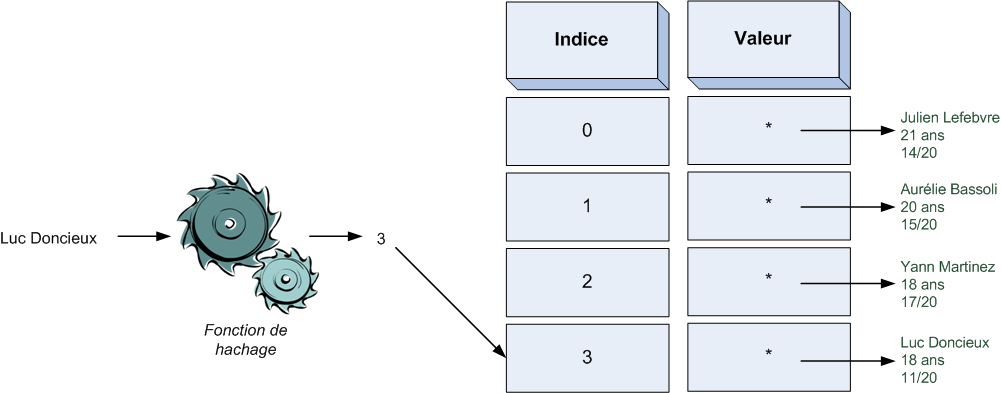 Indice
Valeur
0
*
Julien Lefebvre
21 ans
14/20
1
*
Aurélie Bassoli
20 ans
15/20
Luc Doncieux
3
2
*
Yann Martinez
18 ans
17/20
Fonction de
hachage
3
*
Luc Doncieux
18 ans
11/20